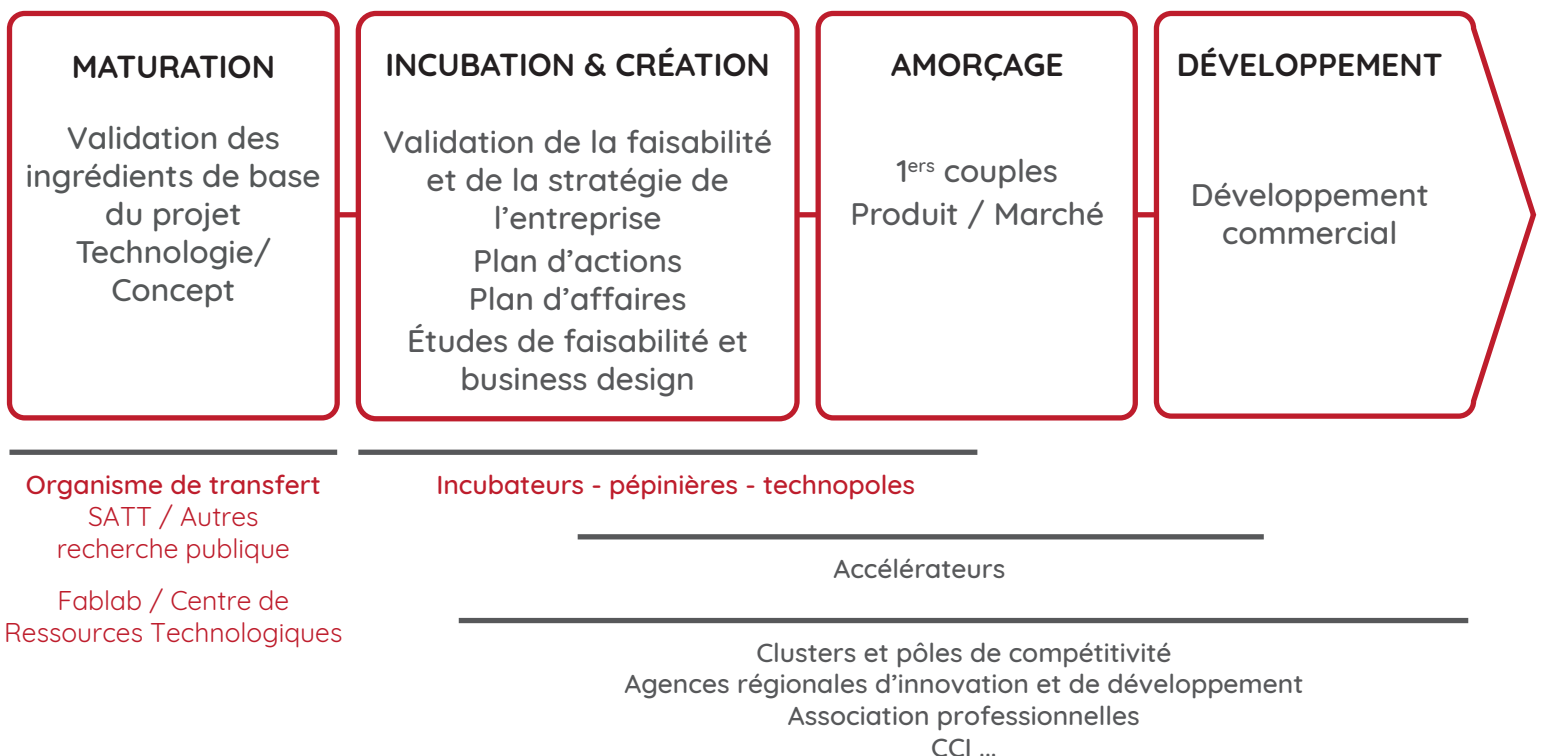 MATURATION
Validation des
ingrédients de base
du projet
Technologie/
Concept
INCUBATION & CRÉATION
Validation de la faisabilité
et de la stratégie de
l’entreprise
Plan d’actions
Plan d’affaires
Études de faisabilité et
business design
AMORÇAGE
1ers couples
Produit / Marché
DÉVELOPPEMENT
Développement
commercial
Organisme de transfert
SATT / Autres
recherche publique
Fablab / Centre de
Ressources Technologiques
Incubateurs - pépinières - technopoles
Accélérateurs
Clusters et pôles de compétitivité
Agences régionales d’innovation et de développement
Association professionnelles
CCI ...